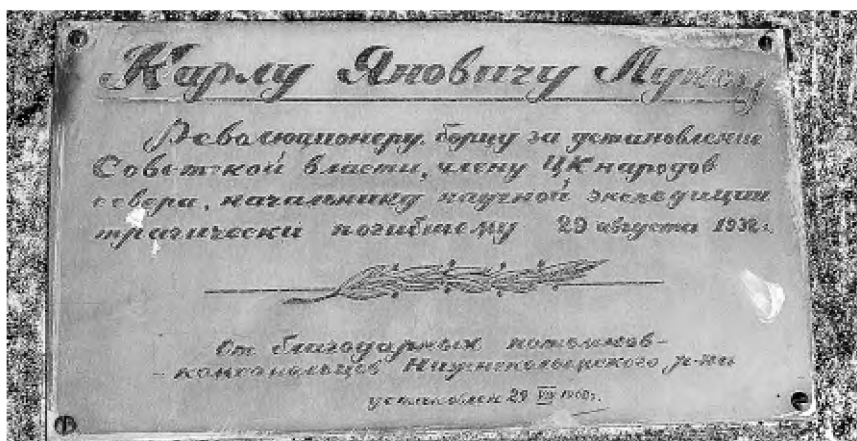 Карлу Яновичу Луксу
Революционеру, борцу за установление
Советской власти, члену ЦК народов
севера, начальнику научной экспедиции
трагически погибшему 29 августа 1932г.
От благодарных потомков-
- комсомольцев Нижнеколымского р-на
установлен 29 VIII